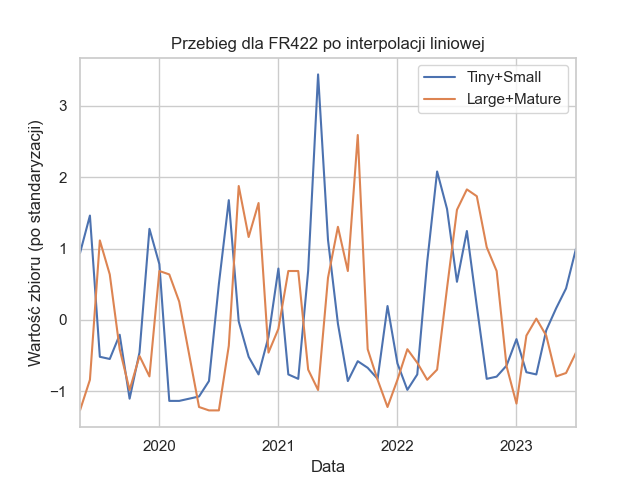 Przebieg dla FR422 po interpolacji liniowej
Tiny+Small
Large+Mature
Wartość zbioru (po standaryzacji)
3
2
1
0
−1
2020
2021
2022
2023
Data